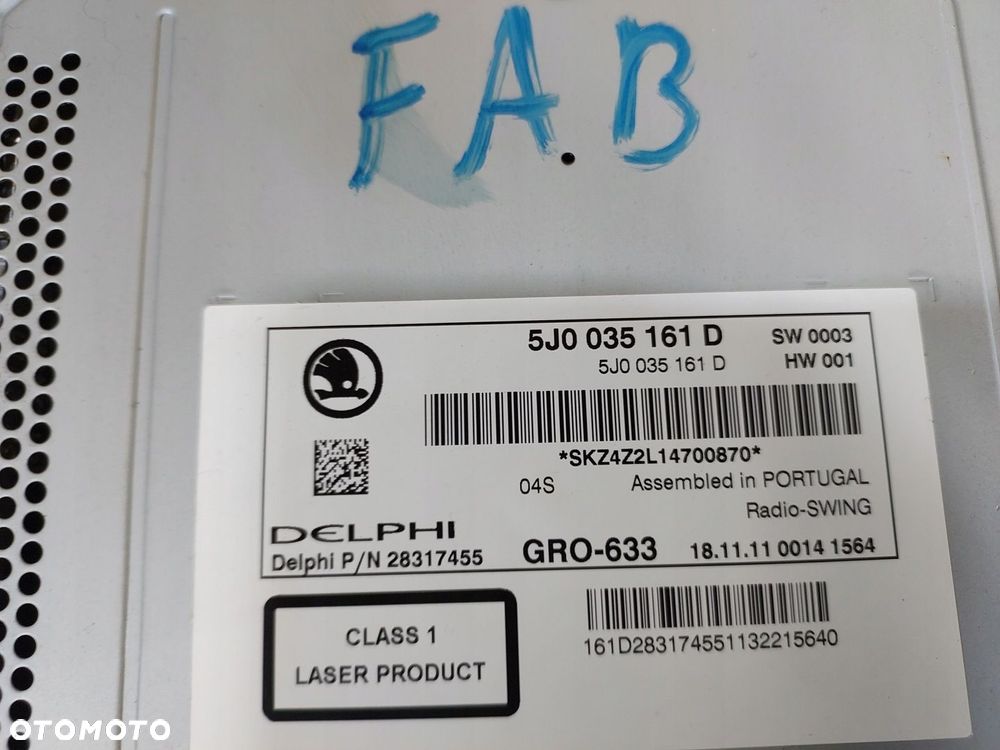 FAB
5J0 035 161 D SW 0003
5J0 035 161 D HW 001
*SKZ4Z2L14700870*
04S Assembled in PORTUGAL
Radio-SWING
DELPHI
Delphi P/N 28317455 GRO-633 18.11.11 0014 1564
CLASS 1
LASER PRODUCT
161D283174551132215640
OTOMOTO